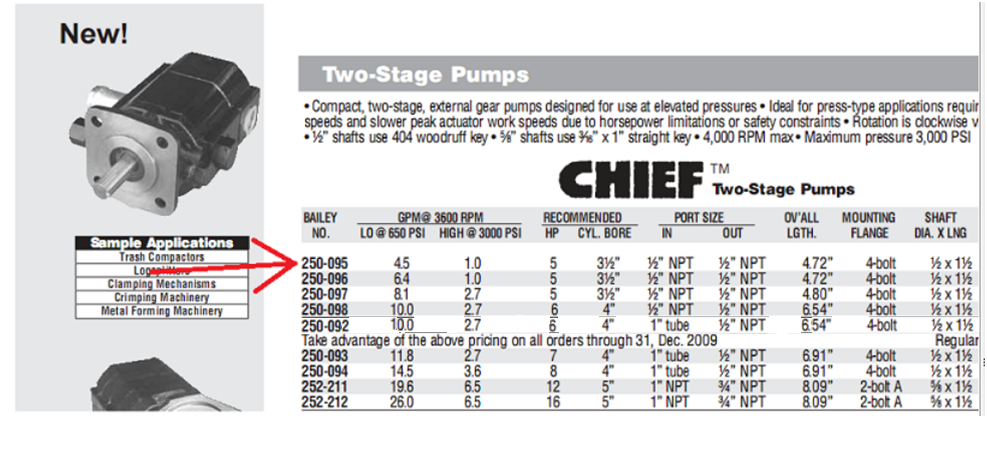 New!
Two-Stage Pumps
• Compact, two-stage, external gear pumps designed for use at elevated pressures • Ideal for press-type applications requir
speeds and slower peak actuator work speeds due to horsepower limitations or safety constraints • Rotation is clockwise v
• ½" shafts use 404 woodruff key • ⅝" shafts use 3/16" x 1" straight key • 4,000 RPM max • Maximum pressure 3,000 PSI
CHIEF ™ Two-Stage Pumps
BAILEY GPM@ 3600 RPM RECOMMENDED PORT SIZE OV'ALL MOUNTING SHAFT
NO. LO @ 650 PSI HIGH @ 3000 PSI HP CYL. BORE IN OUT LGTH. FLANGE DIA. X LNG
250-095 4.5 1.0 5 3½" ½" NPT ½" NPT 4.72" 4-bolt ½ x 1½
250-096 6.4 1.0 5 3½" ½" NPT ½" NPT 4.72" 4-bolt ½ x 1½
250-097 8.1 2.7 5 3½" ½" NPT ½" NPT 4.80" 4-bolt ½ x 1½
250-098 10.0 2.7 6 4" ½" NPT ½" NPT 6.54" 4-bolt ½ x 1½
250-092 10.0 2.7 6 4" 1" tube ½" NPT 6.54" 4-bolt ½ x 1½
Take advantage of the above pricing on all orders through 31, Dec. 2009 Regular
250-093 11.8 2.7 7 4" 1" tube ½" NPT 6.91" 4-bolt ½ x 1½
250-094 14.5 3.6 8 4" 1" tube ½" NPT 6.91" 4-bolt ½ x 1½
252-211 19.6 6.5 12 5" 1" NPT ¾" NPT 8.09" 2-bolt A ⅝ x 1½
252-212 26.0 6.5 16 5" 1" NPT ¾" NPT 8.09" 2-bolt A ⅝ x 1½
Sample Applications
Trash Compactors
Logsplitters
Clamping Mechanisms
Crimping Machinery
Metal Forming Machinery